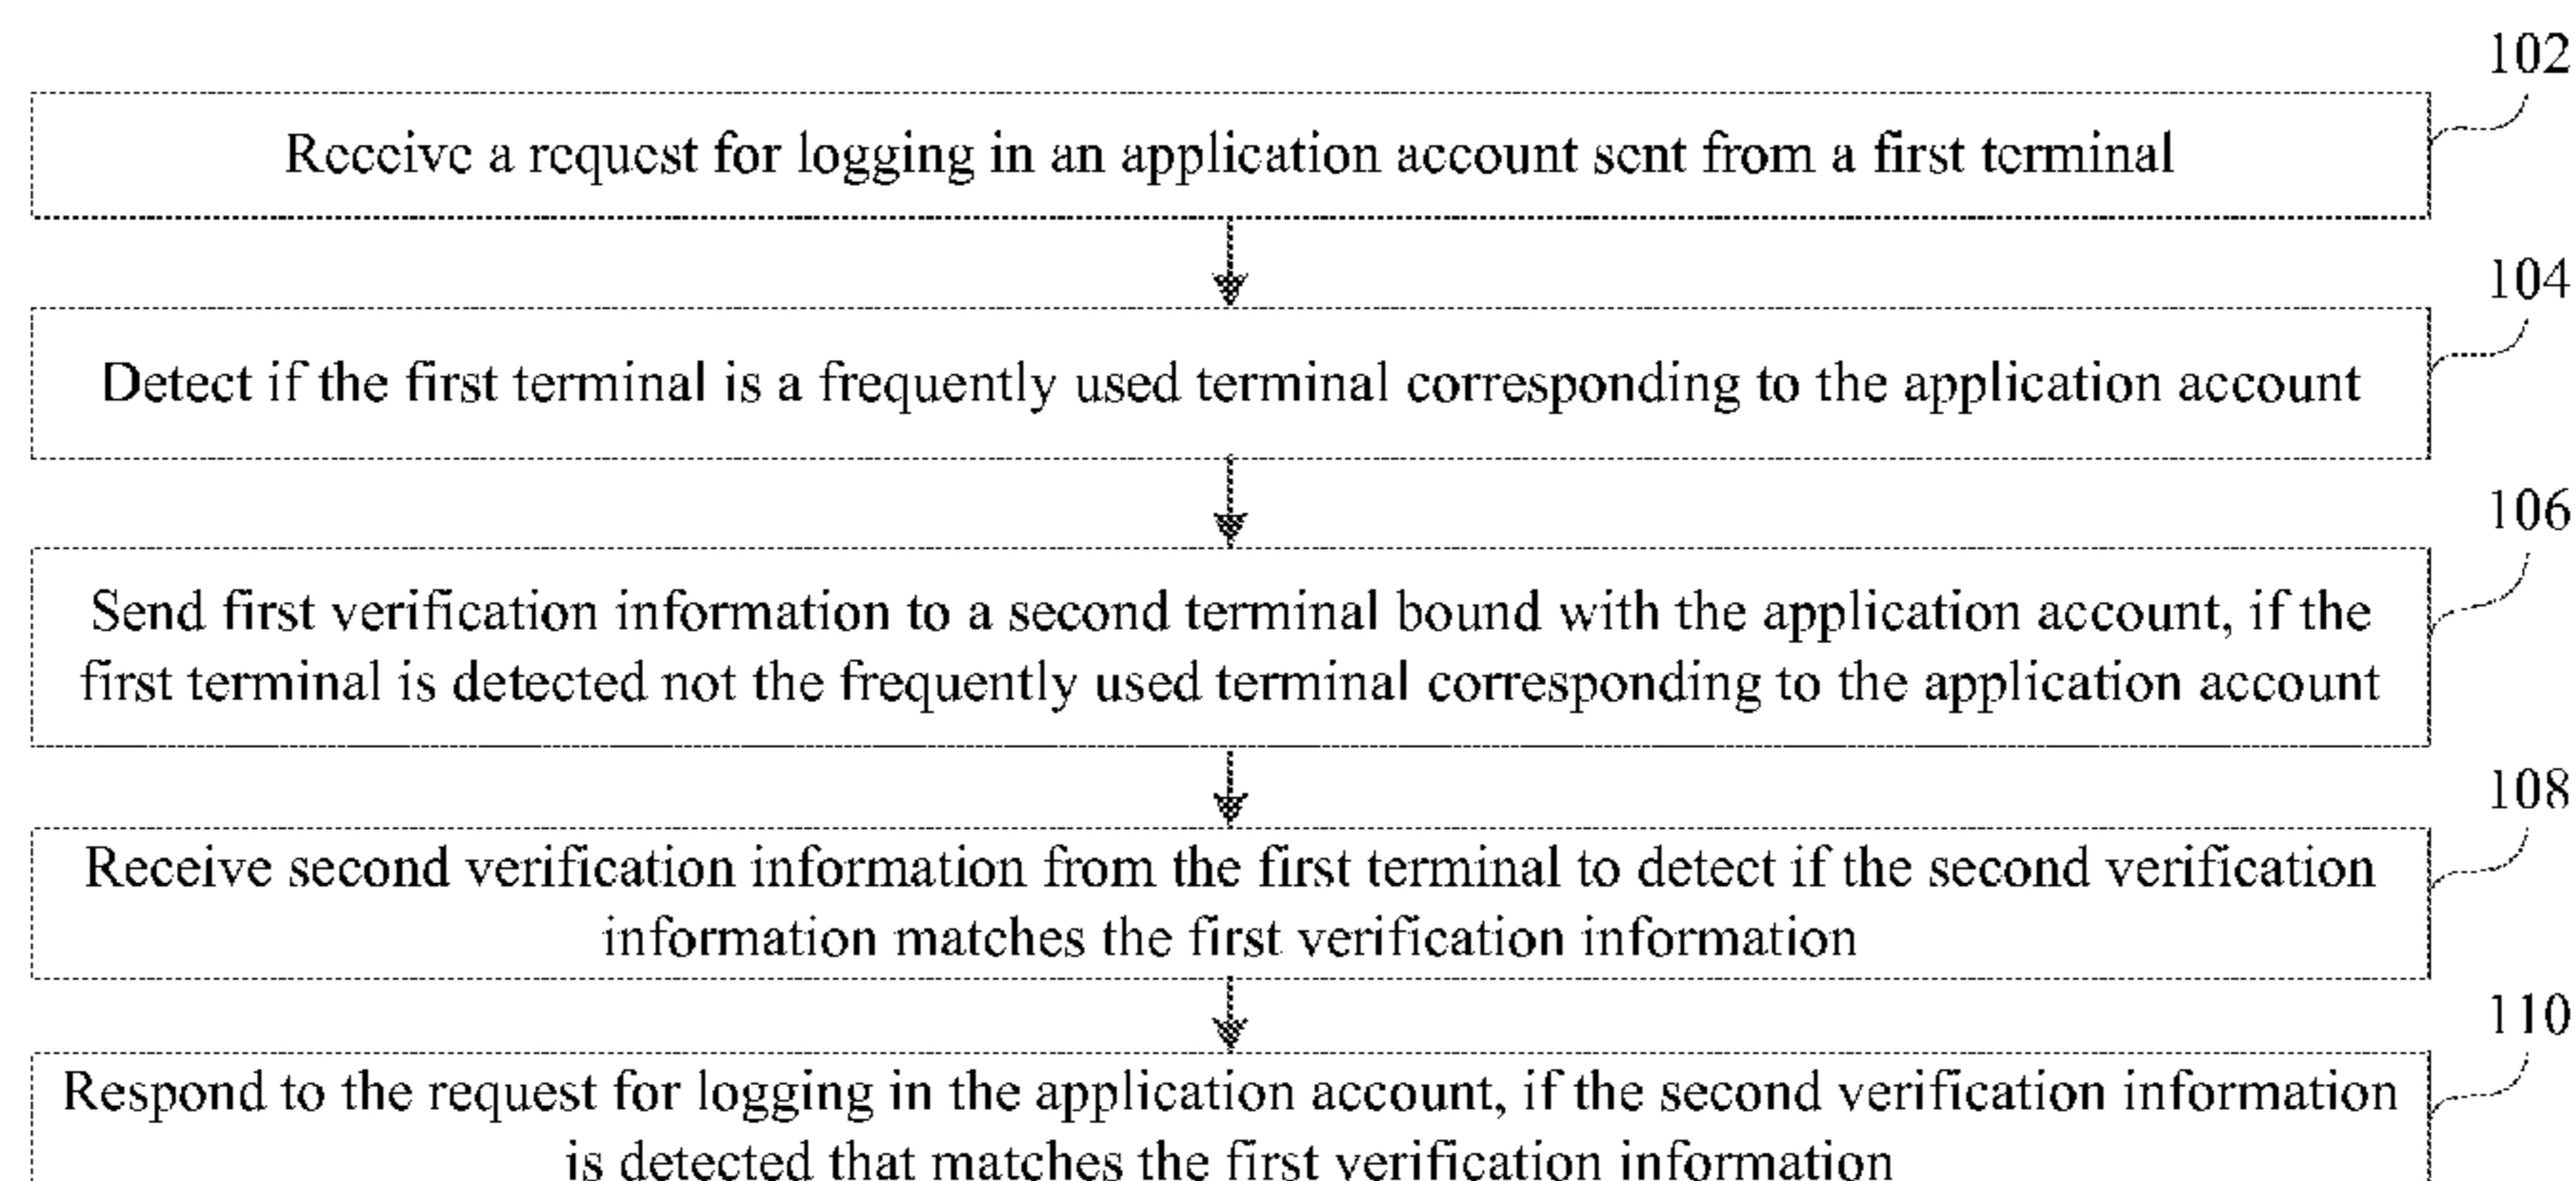 102
Receive a request for logging in an application account sent from a first terminal
104
Detect if the first terminal is a frequently used terminal corresponding to the application account
106
Send first verification information to a second terminal bound with the application account, if the
first terminal is detected not the frequently used terminal corresponding to the application account
108
Receive second verification information from the first terminal to detect if the second verification
information matches the first verification information
110
Respond to the request for logging in the application account, if the second verification information
is detected that matches the first verification information